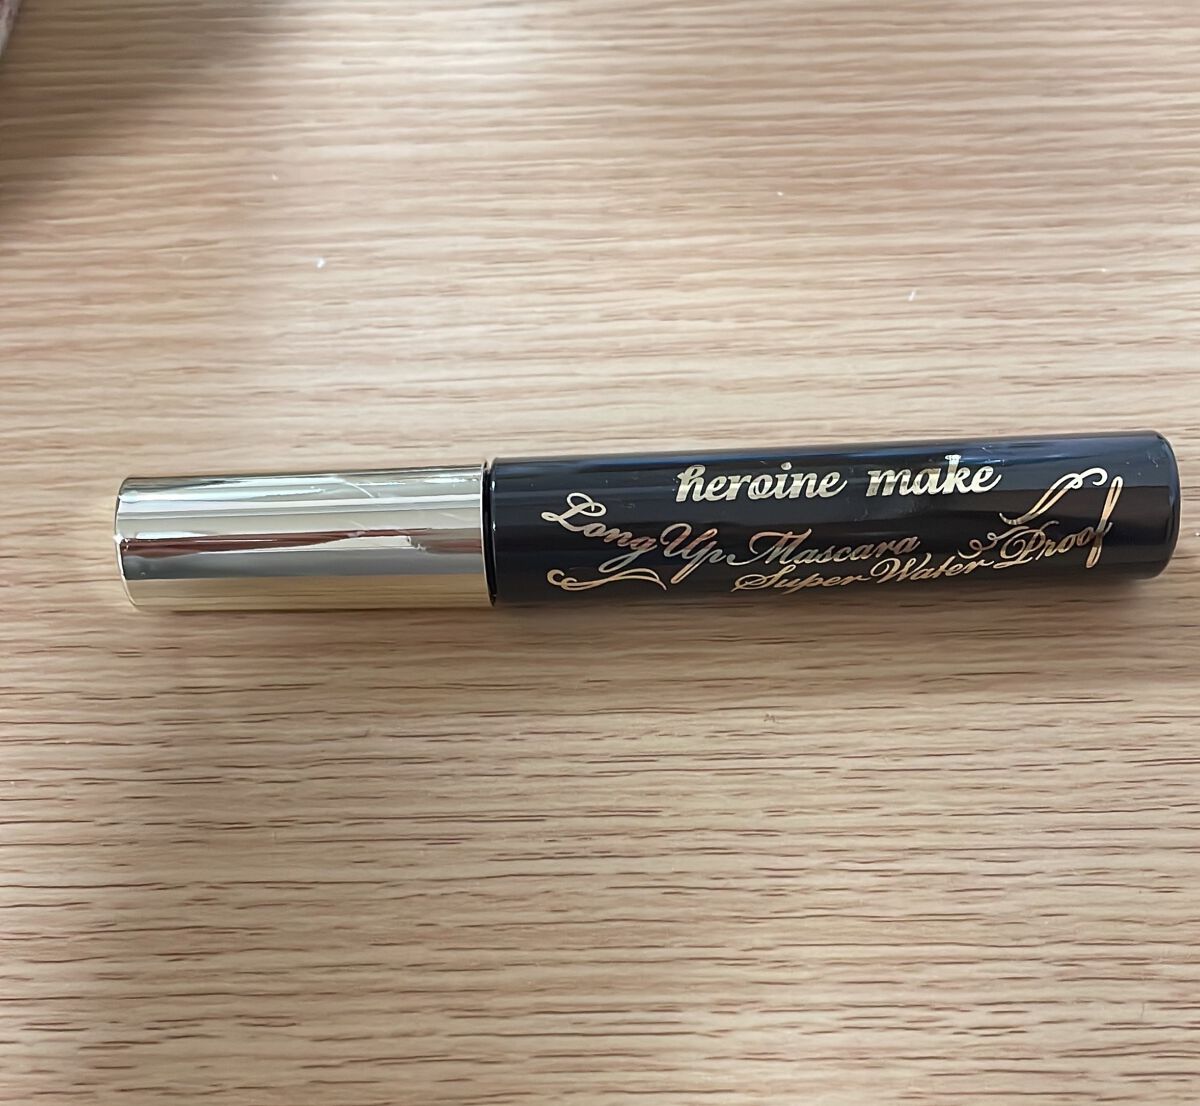 heroine make
Long Up Mascara
Super Water Proof